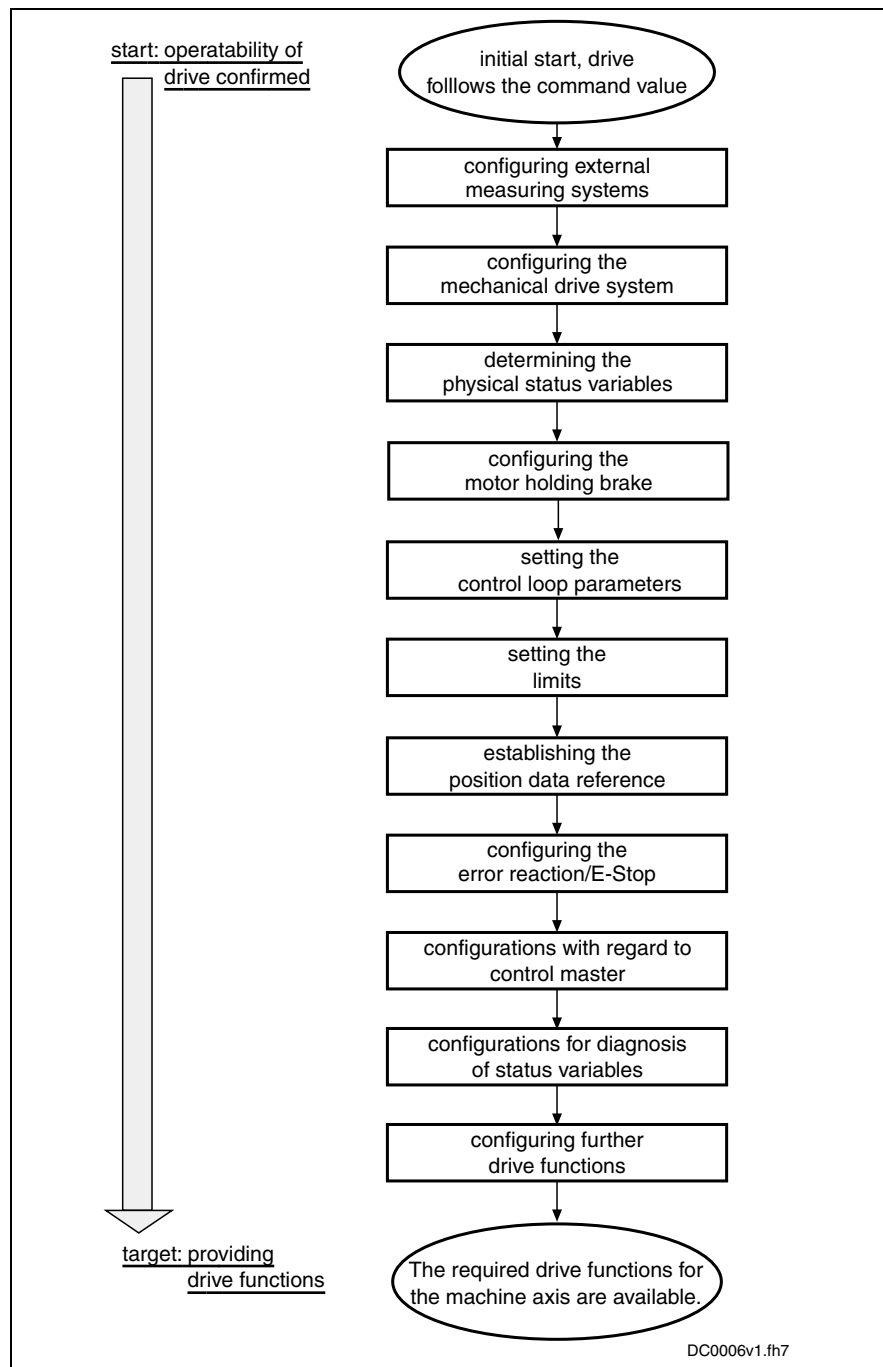 start: operatability of
drive confirmed
initial start, drive
folllows the command value
configuring external
measuring systems
configuring the
mechanical drive system
determining the
physical status variables
configuring the
motor holding brake
setting the
control loop parameters
setting the
limits
establishing the
position data reference
configuring the
error reaction/E-Stop
configurations with regard to
control master
configurations for diagnosis
of status variables
configuring further
drive functions
target: providing
drive functions
The required drive functions for
the machine axis are available.
DC0006v1.fh7